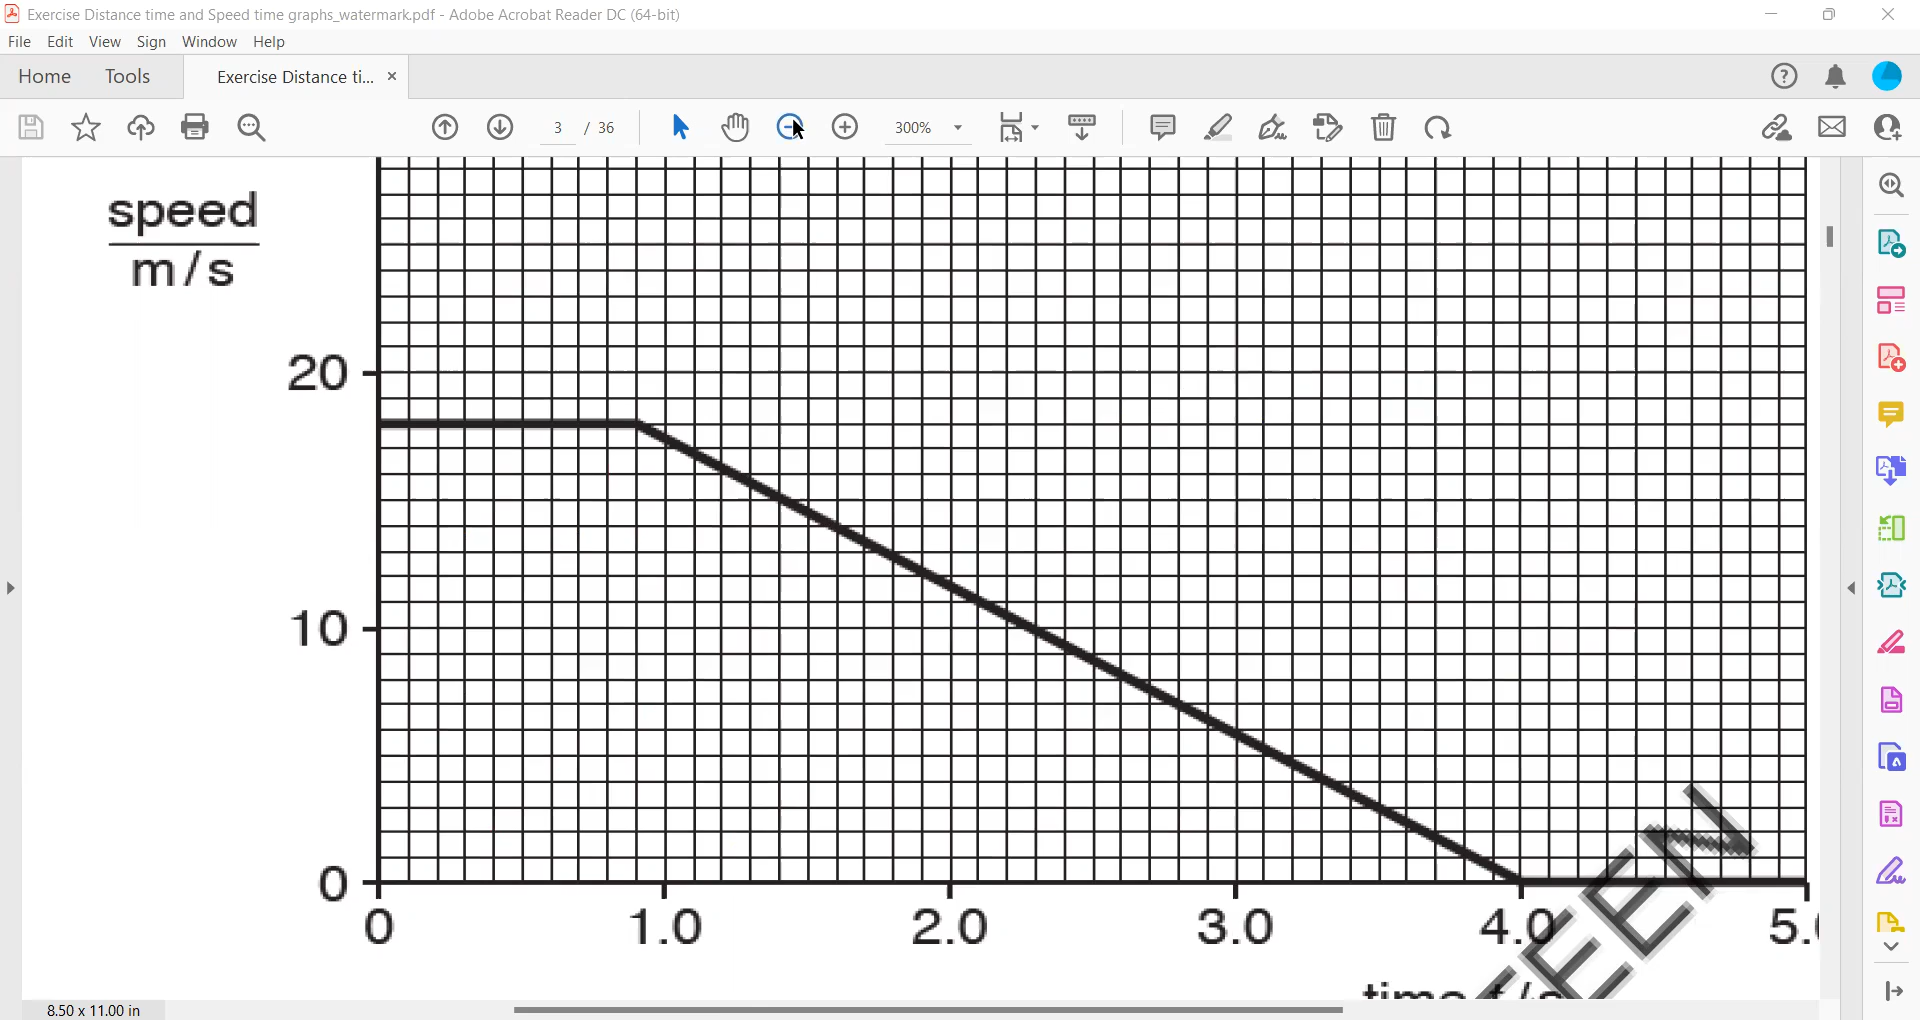 Exercise Distance time and Speed time graphs_watermark.pdf - Adobe Acrobat Reader DC (64-bit)
File Edit View Sign Window Help
Home Tools Exercise Distance ti...
3 / 36 300%
speed
m/s
20
10
0
0 1.0 2.0 3.0 4.0
8.50 x 11.00 in